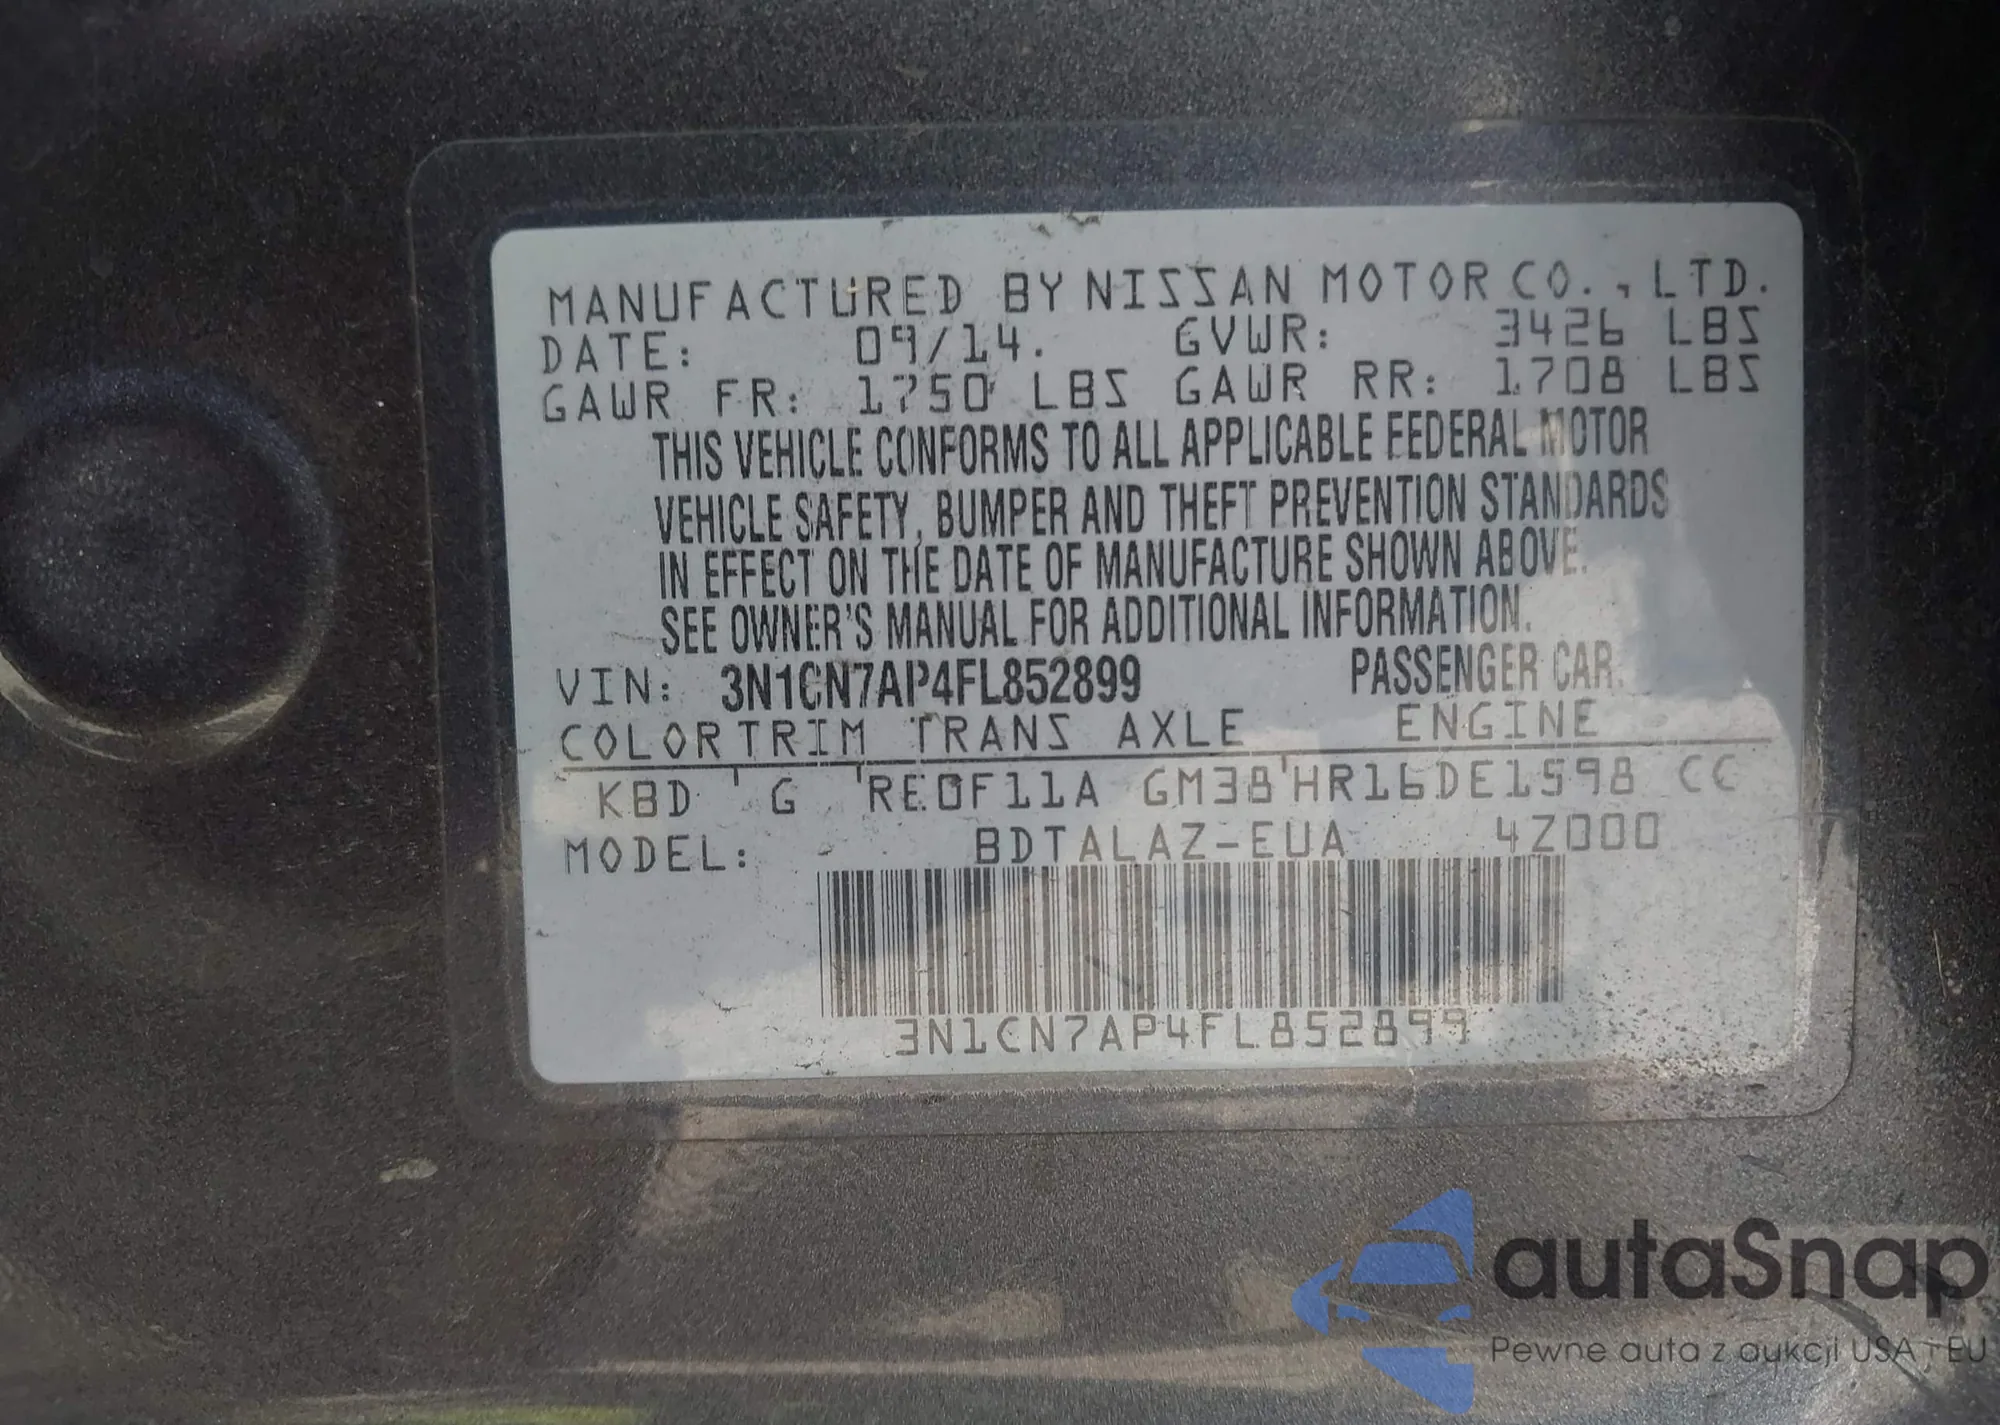 MANUFACTURED BY NISSAN MOTOR CO., LTD.
DATE: 09/14. GVWR: 3426 LBS
GAWR FR: 1750 LBS GAWR RR: 1708 LBS
THIS VEHICLE CONFORMS TO ALL APPLICABLE FEDERAL MOTOR
VEHICLE SAFETY, BUMPER AND THEFT PREVENTION STANDARDS
IN EFFECT ON THE DATE OF MANUFACTURE SHOWN ABOVE.
SEE OWNER'S MANUAL FOR ADDITIONAL INFORMATION.
VIN: 3N1CN7AP4FL852899 PASSENGER CAR.
COLOR TRIM TRANS AXLE ENGINE
KBD G RE0F11A GM38 HR16DE1598 CC
MODEL: BDTALAZ-EUA 4Z000
3N1CN7AP4FL852899
autaSnap
Pewne auta z aukcji USA i EU